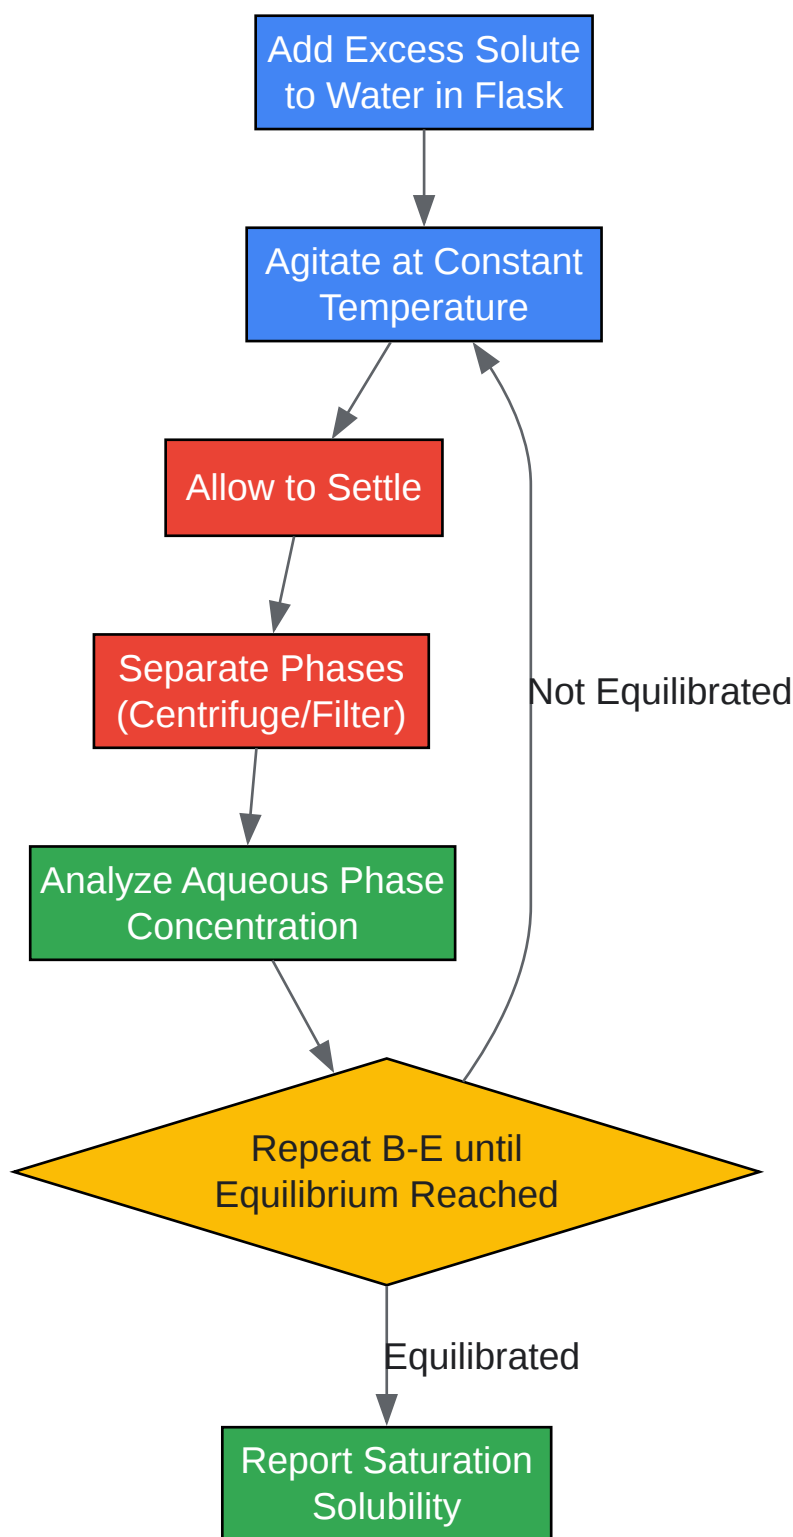 Add Excess Solute
to Water in Flask
Agitate at Constant
Temperature
Allow to Settle
Separate Phases
(Centrifuge/Filter)
Not Equilibrated
Analyze Aqueous Phase
Concentration
Repeat B-E until
Equilibrium Reached
Equilibrated
Report Saturation
Solubility